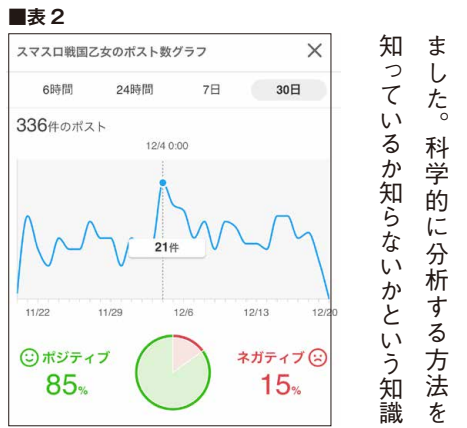 ■表2
スマスロ戦国乙女のポスト数グラフ ×
6時間 24時間 7日 30日
336件のポスト
12/4 0:00
21件
11/22 11/29 12/6 12/13 12/20
ポジティブ
85%
ネガティブ
15%
ました。科学的に分析する方法を
知っているか知らないかという知識